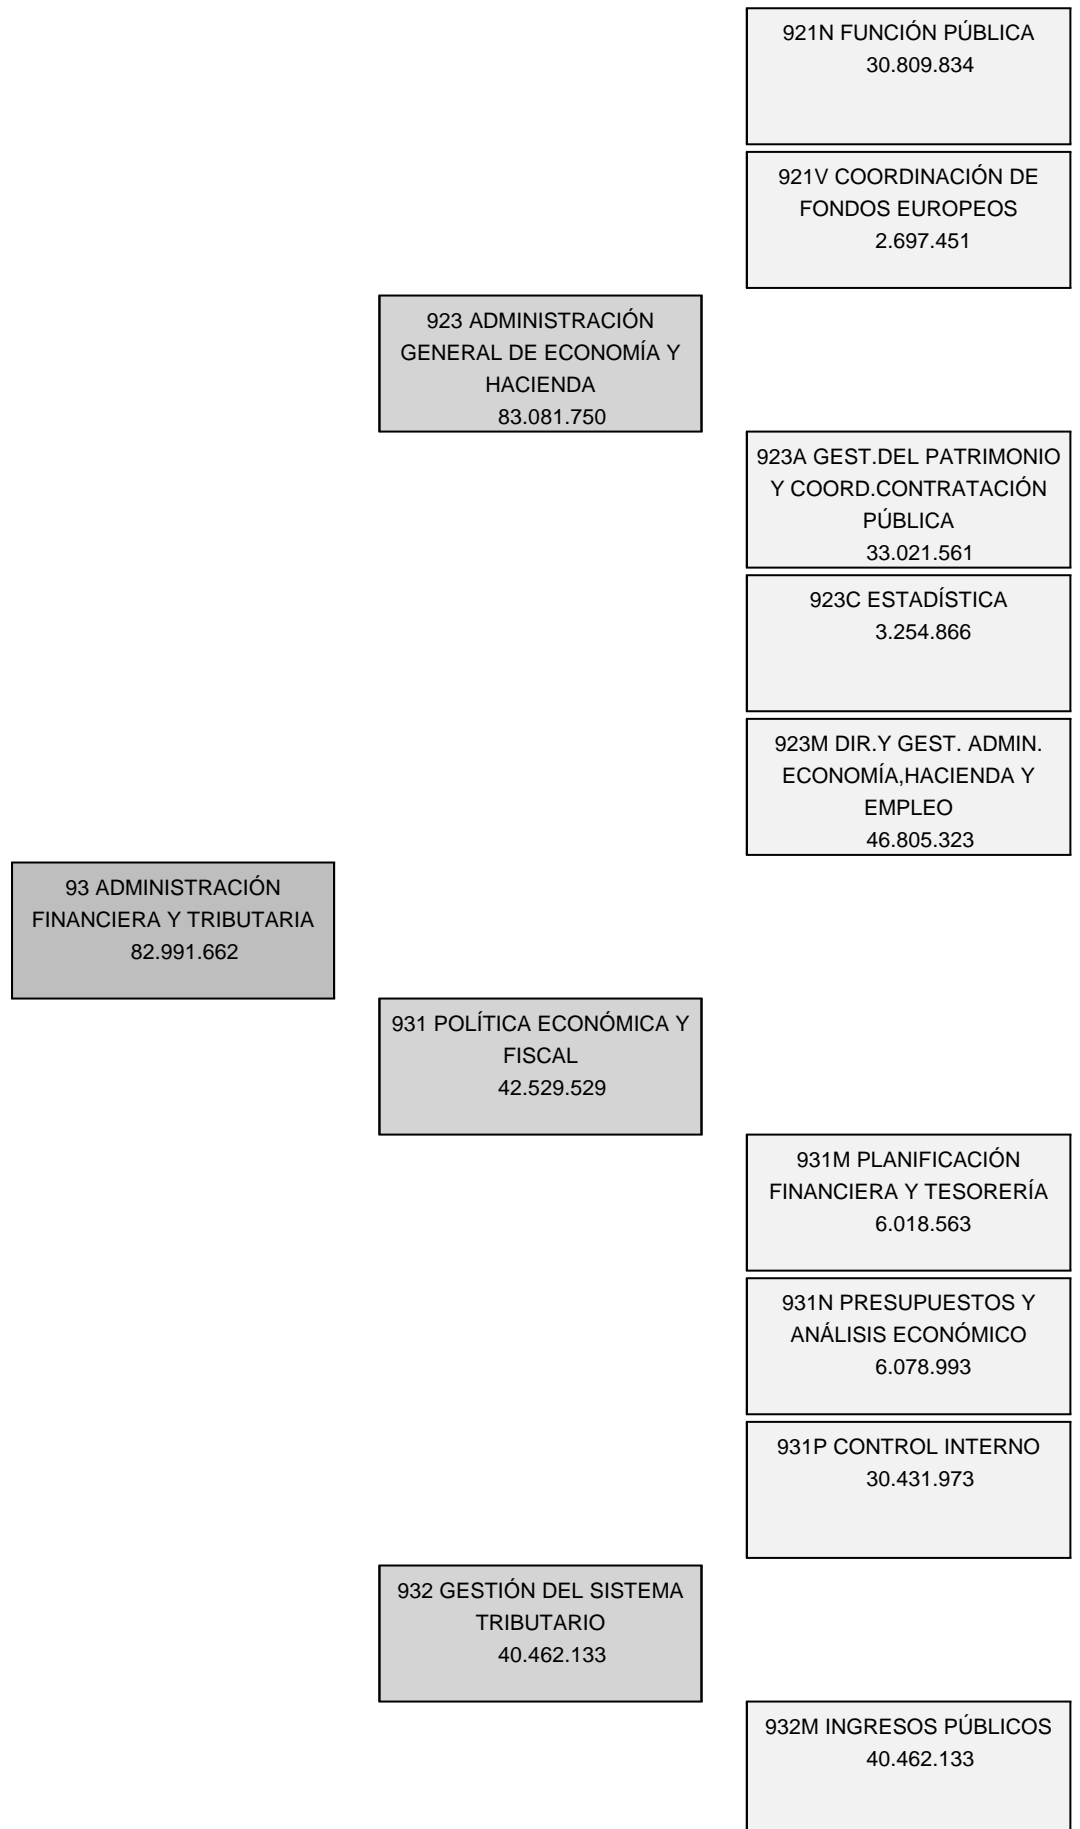 921N FUNCIÓN PÚBLICA
30.809.834
921V COORDINACIÓN DE
FONDOS EUROPEOS
2.697.451
923 ADMINISTRACIÓN
GENERAL DE ECONOMÍA Y
HACIENDA
83.081.750
923A GEST.DEL PATRIMONIO
Y COORD.CONTRATACIÓN
PÚBLICA
33.021.561
923C ESTADÍSTICA
3.254.866
923M DIR.Y GEST. ADMIN.
ECONOMÍA,HACIENDA Y
EMPLEO
46.805.323
93 ADMINISTRACIÓN
FINANCIERA Y TRIBUTARIA
82.991.662
931 POLÍTICA ECONÓMICA Y
FISCAL
42.529.529
931M PLANIFICACIÓN
FINANCIERA Y TESORERÍA
6.018.563
931N PRESUPUESTOS Y
ANÁLISIS ECONÓMICO
6.078.993
931P CONTROL INTERNO
30.431.973
932 GESTIÓN DEL SISTEMA
TRIBUTARIO
40.462.133
932M INGRESOS PÚBLICOS
40.462.133